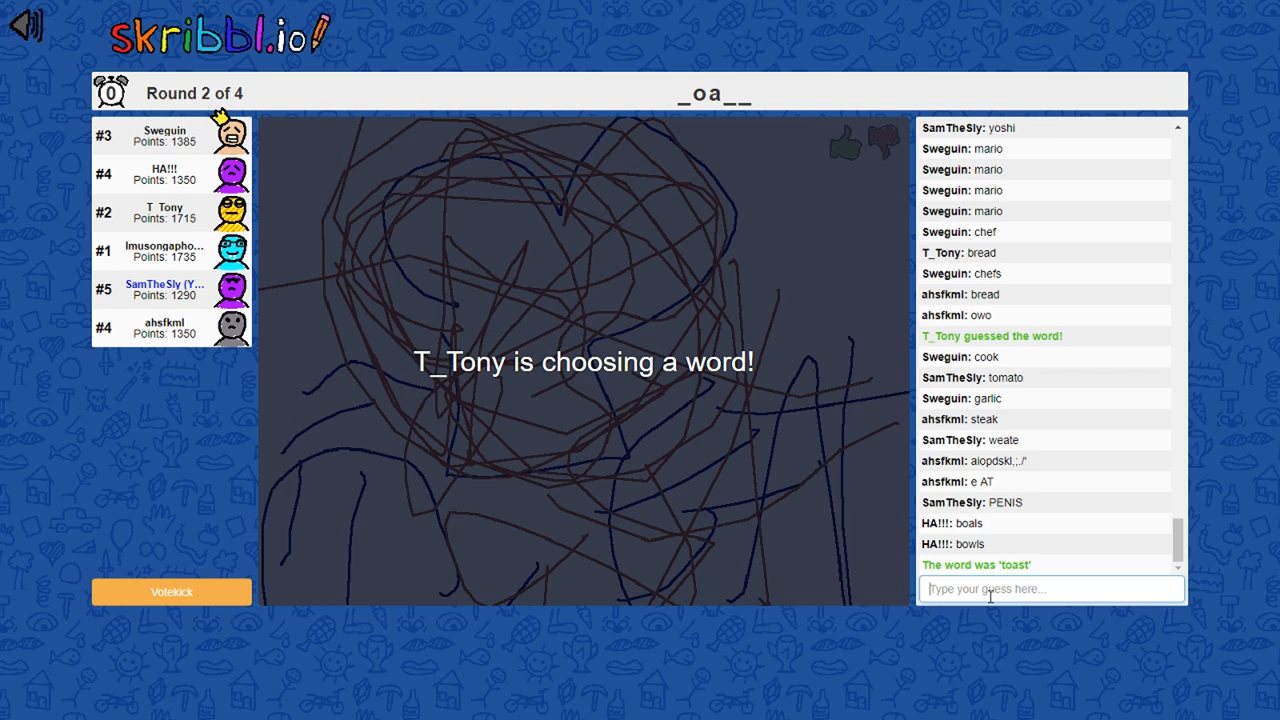 skribbl.io
0 Round 2 of 4 _oa__
#3 Sweguin
Points: 1385
#4 HA!!!
Points: 1350
#2 T Tony
Points: 1715
#1 Imusongapho...
Points: 1735
#5 SamTheSly (Y...
Points: 1290
#4 ahsfkml
Points: 1350
Votekick
T_Tony is choosing a word!
SamTheSly: yoshi
Sweguin: mario
Sweguin: mario
Sweguin: mario
Sweguin: mario
Sweguin: chef
T_Tony: bread
Sweguin: chefs
ahsfkml: bread
ahsfkml: owo
T_Tony guessed the word!
Sweguin: cook
SamTheSly: tomato
Sweguin: garlic
ahsfkml: steak
SamTheSly: weate
ahsfkml: aiopdskl,;./'
ahsfkml: e AT
SamTheSly: PENIS
HA!!!: boals
HA!!!: bowls
The word was 'toast'
Type your guess here...